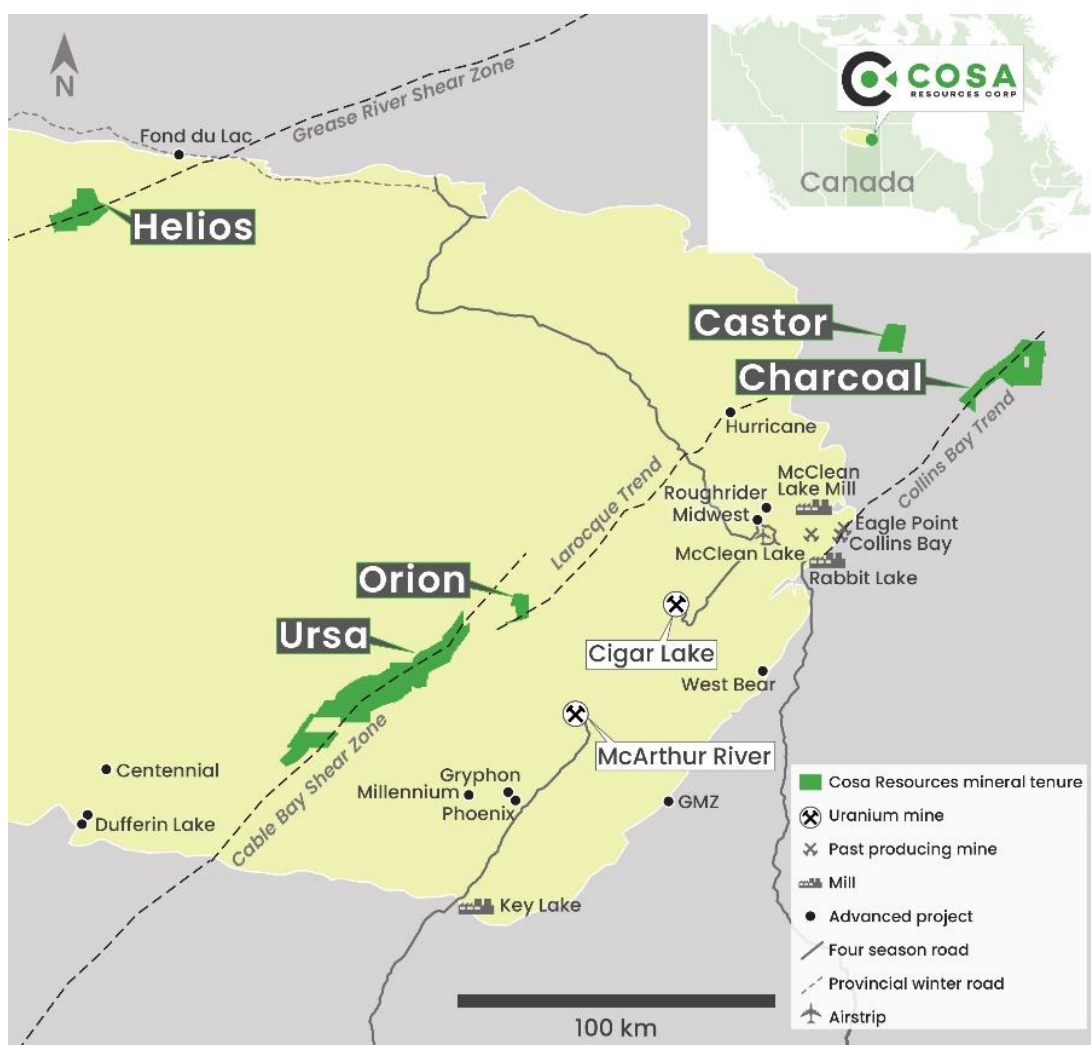 N
Grease River Shear Zone
Fond du Lac
Helios
COSA
RESOURCES CORP
Canada
Castor
Charcoal
Collins Bay Trend
Hurricane
Larocque Trend
McClean
Lake Mill
Roughrider
Midwest
Eagle Point
McClean Lake
Collins Bay
Rabbit Lake
Orion
Ursa
Cigar Lake
West Bear
McArthur River
Cable Bay Shear Zone
Centennial
Dufferin Lake
Gryphon
Millennium
Phoenix
GMZ
Key Lake
100 km
Cosa Resources mineral tenure
Uranium mine
Past producing mine
Mill
Advanced project
Four season road
Provincial winter road
Airstrip